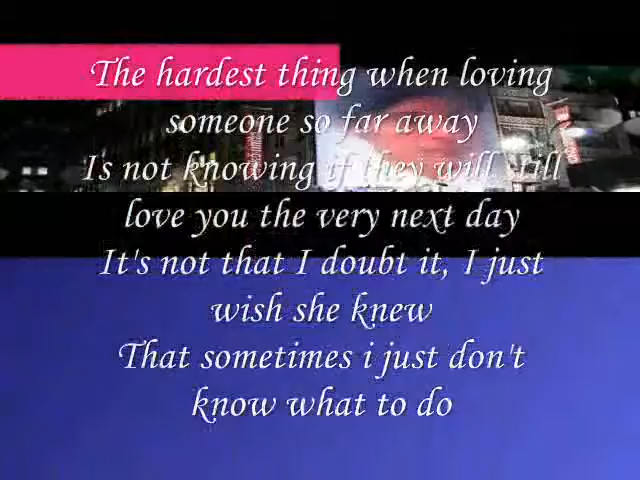 The hardest thing when loving
someone so far away
Is not knowing if they will still
love you the very next day
It's not that I doubt it, I just
wish she knew
That sometimes i just don't
know what to do